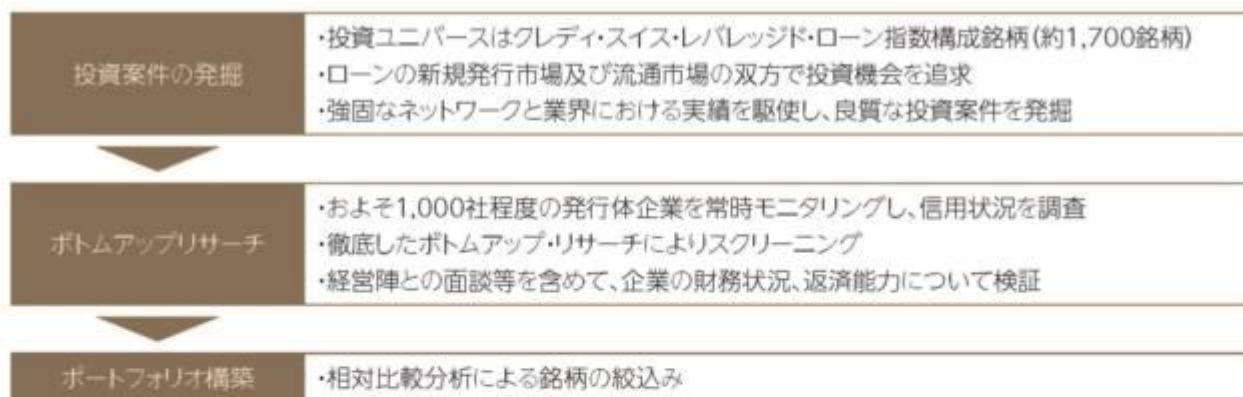 投資案件の発掘
・投資ユニバースはクレディ・スイス・レバレッジド・ローン指数構成銘柄(約1,700銘柄)
・ローンの新規発行市場及び流通市場の双方で投資機会を追求
・強固なネットワークと業界における実績を駆使し、良質な投資案件を発掘
ボトムアップリサーチ
・およそ1,000社程度の発行体企業を常時モニタリングし、信用状況を調査
・徹底したボトムアップ・リサーチによりスクリーニング
・経営陣との面談等を含めて、企業の財務状況、返済能力について検証
ポートフォリオ構築
・相対比較分析による銘柄の絞込み